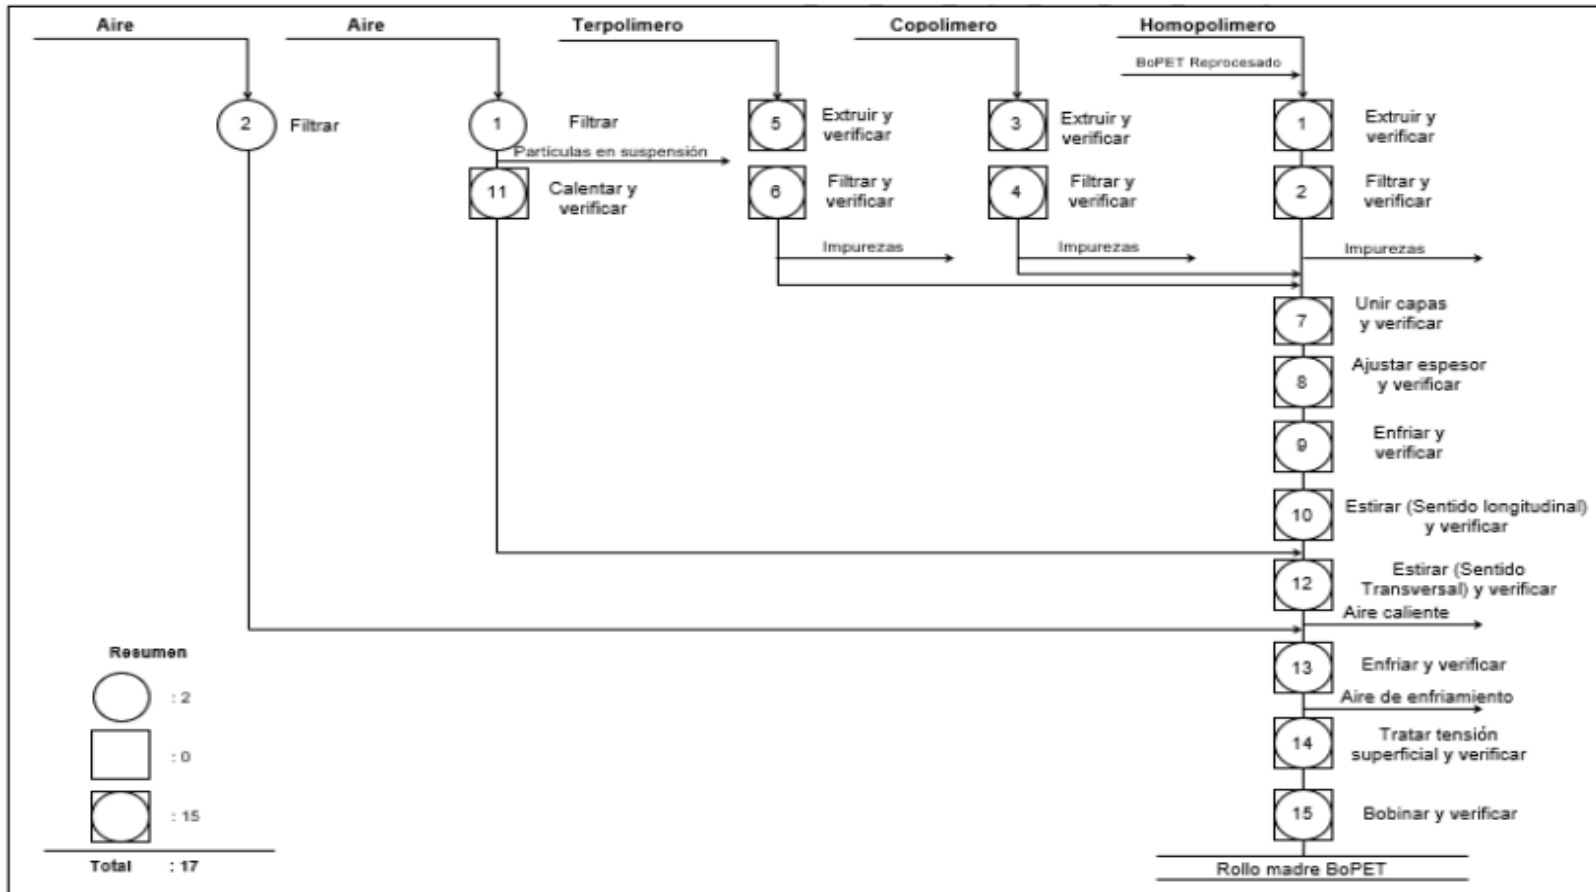 Aire
Aire
Terpolimero
Copolimero
Homopolimero
BoPET Reprocesado
2
Filtrar
1
Filtrar
5
Extruir y
verificar
3
Extruir y
verificar
1
Extruir y
verificar
Partículas en suspensión
11
Calentar y
verificar
6
Filtrar y
verificar
4
Filtrar y
verificar
2
Filtrar y
verificar
Impurezas
Impurezas
Impurezas
7
Unir capas
y verificar
8
Ajustar espesor
y verificar
9
Enfriar y
verificar
10
Estirar (Sentido longitudinal)
y verificar
12
Estirar (Sentido
Transversal) y verificar
Aire caliente
13
Enfriar y verificar
Aire de enfriamiento
14
Tratar tensión
superficial y verificar
15
Bobinar y verificar
Rollo madre BoPET
Resumen
: 2
: 0
: 15
Total : 17